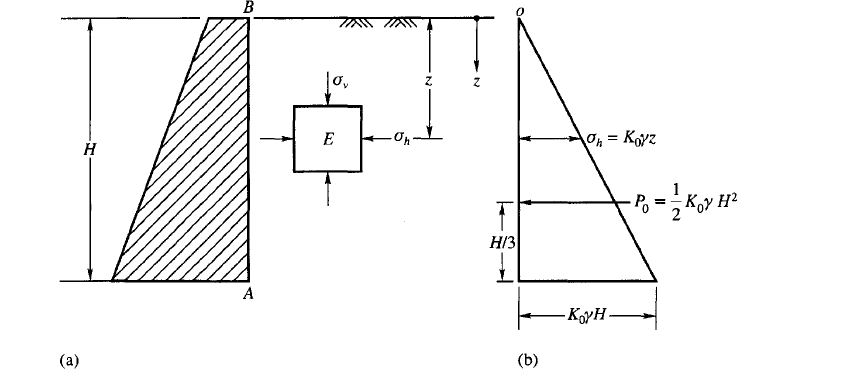 B
o
z
z
σv
H
E
σh
σh = K0γz
P0 = 1/2 K0γ H²
H/3
A
K0γH
(a)
(b)